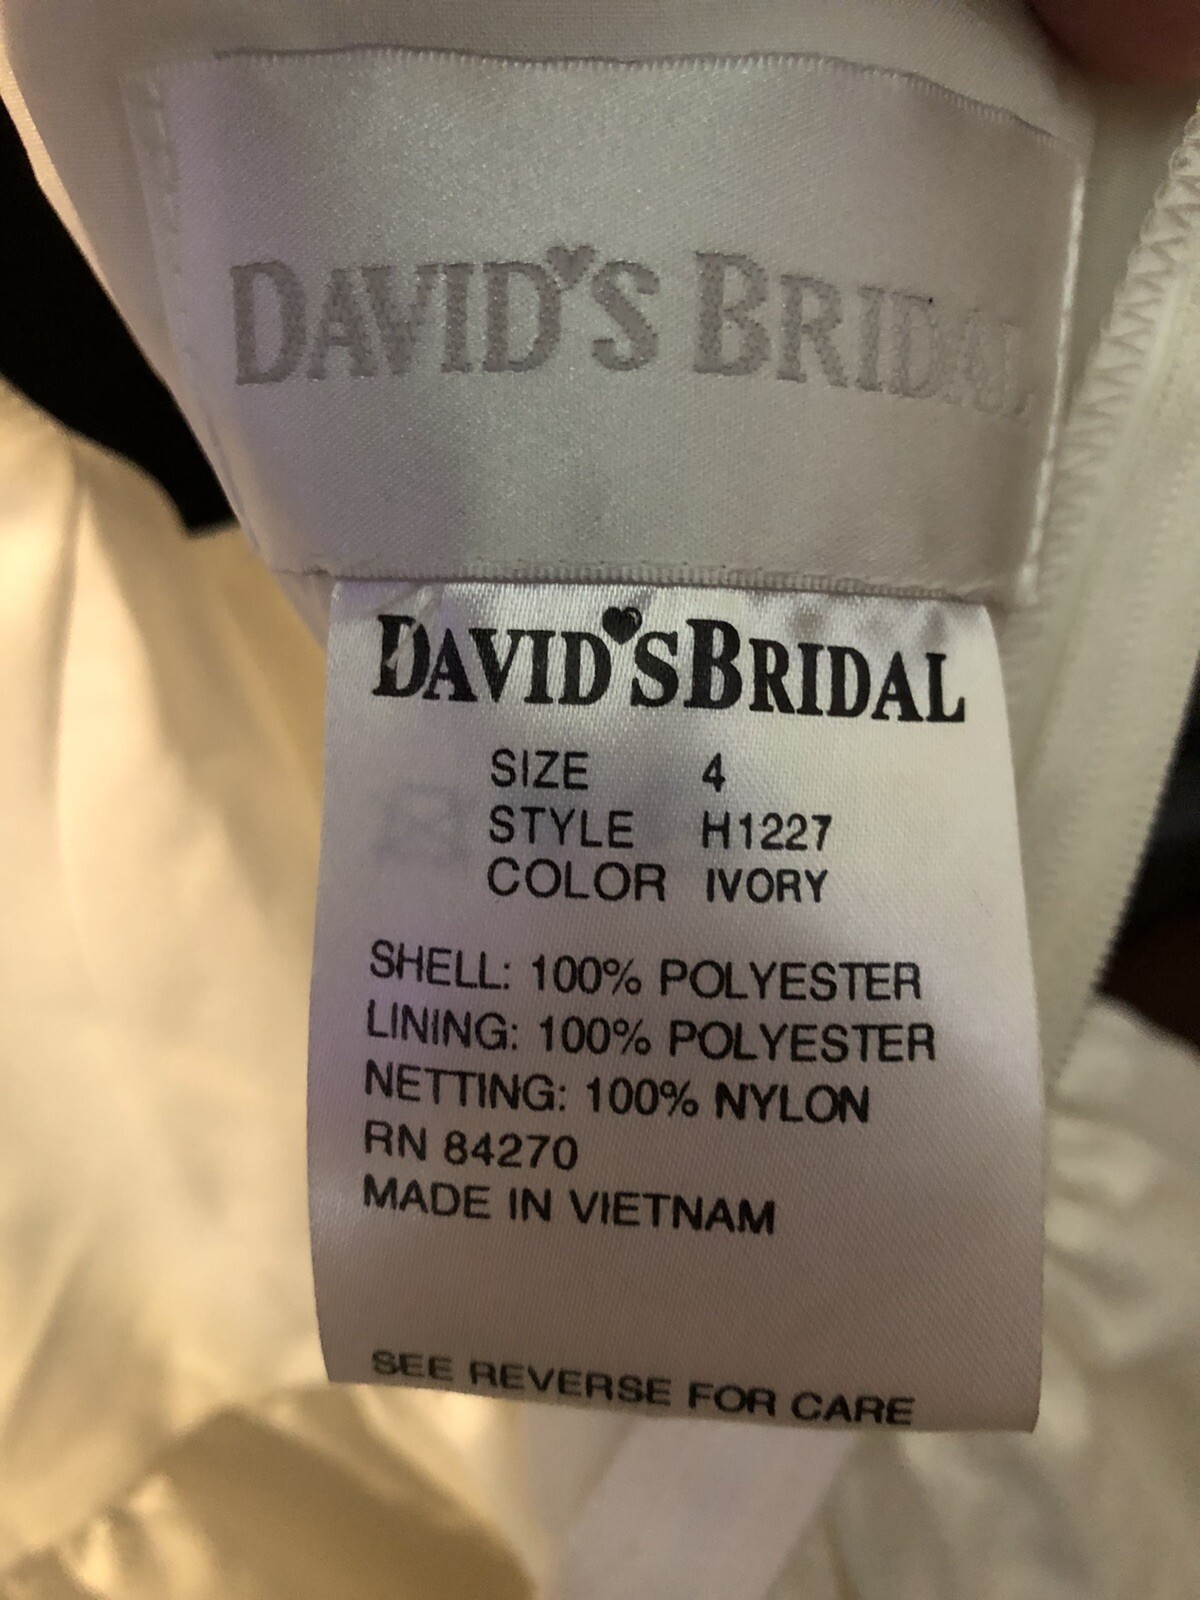 DAVID'S BRIDAL
DAVID'S BRIDAL
SIZE 4
STYLE H1227
COLOR IVORY
SHELL: 100% POLYESTER
LINING: 100% POLYESTER
NETTING: 100% NYLON
RN 84270
MADE IN VIETNAM
SEE REVERSE FOR CARE